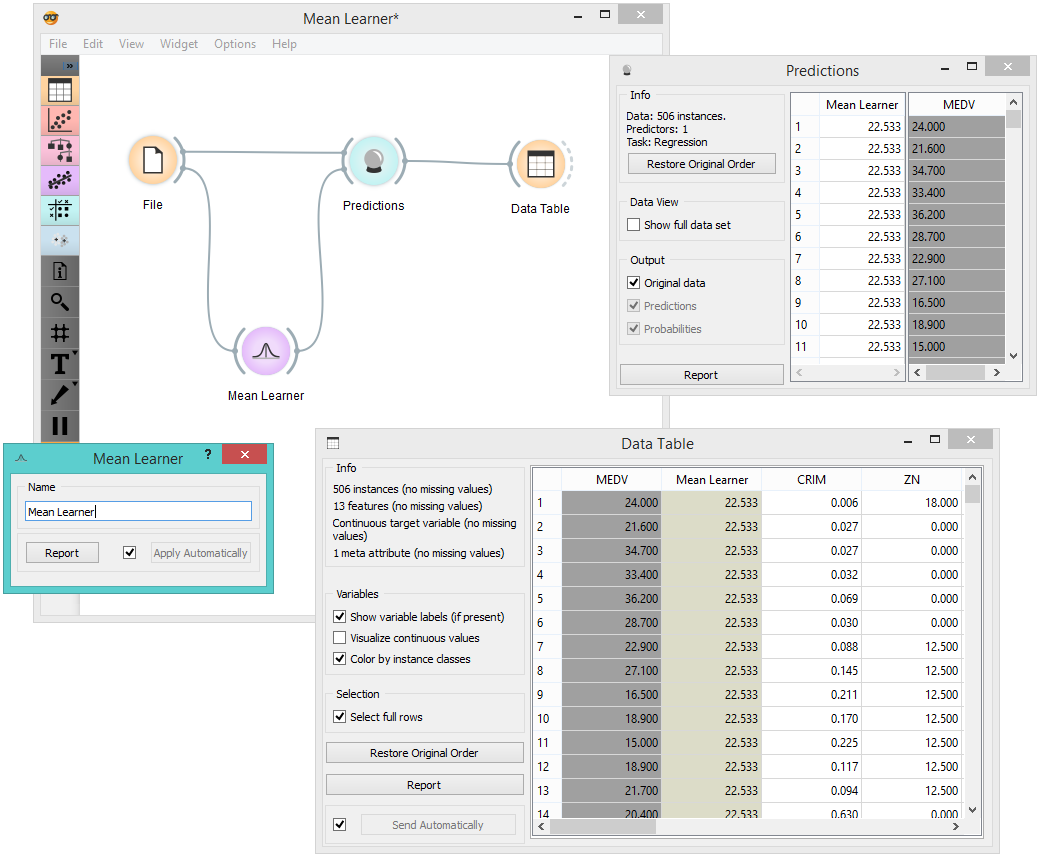 Mean Learner*
File Edit View Widget Options Help
»
File
Predictions
Data Table
Mean Learner
T
Predictions
Info
Data: 506 instances.
Predictors: 1
Task: Regression
Restore Original Order
Data View
Show full data set
Output
Original data
Predictions
Probabilities
Report
Mean Learner MEDV
1 22.533 24.000
2 22.533 21.600
3 22.533 34.700
4 22.533 33.400
5 22.533 36.200
6 22.533 28.700
7 22.533 22.900
8 22.533 27.100
9 22.533 16.500
10 22.533 18.900
11 22.533 15.000
Mean Learner ?
Name
Mean Learner
Report Apply Automatically
Data Table
Info
506 instances (no missing values)
13 features (no missing values)
Continuous target variable (no missing
values)
1 meta attribute (no missing values)
Variables
Show variable labels (if present)
Visualize continuous values
Color by instance classes
Selection
Select full rows
Restore Original Order
Report
Send Automatically
MEDV Mean Learner CRIM ZN
1 24.000 22.533 0.006 18.000
2 21.600 22.533 0.027 0.000
3 34.700 22.533 0.027 0.000
4 33.400 22.533 0.032 0.000
5 36.200 22.533 0.069 0.000
6 28.700 22.533 0.030 0.000
7 22.900 22.533 0.088 12.500
8 27.100 22.533 0.145 12.500
9 16.500 22.533 0.211 12.500
10 18.900 22.533 0.170 12.500
11 15.000 22.533 0.225 12.500
12 18.900 22.533 0.117 12.500
13 21.700 22.533 0.094 12.500
14 20.400 22.533 0.630 0.000